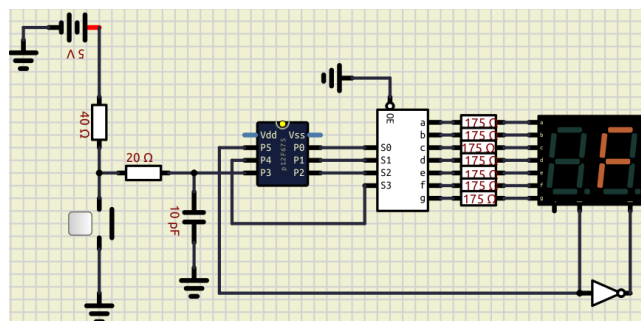 5 V
40 Ω
20 Ω
10 pF
Vdd Vss
P5 P0
P4 P1
P3 P2
p12F675
OE
S0
S1
S2
S3
a
b
c
d
e
f
g
175 Ω
175 Ω
175 Ω
175 Ω
175 Ω
175 Ω
175 Ω
a
b
c
d
e
f
g
F